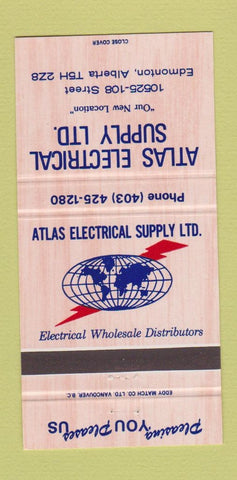 CLOSE COVER
ATLAS ELECTRICAL
SUPPLY LTD.
"Our New Location"
10525-108 Street
Edmonton, Alberta T5H 2Z8
Phone (403) 425-1280
ATLAS ELECTRICAL SUPPLY LTD.
Electrical Wholesale Distributors
EDDY MATCH CO. LTD. VANCOUVER, B.C.
Pleasing
YOU Pleases
US